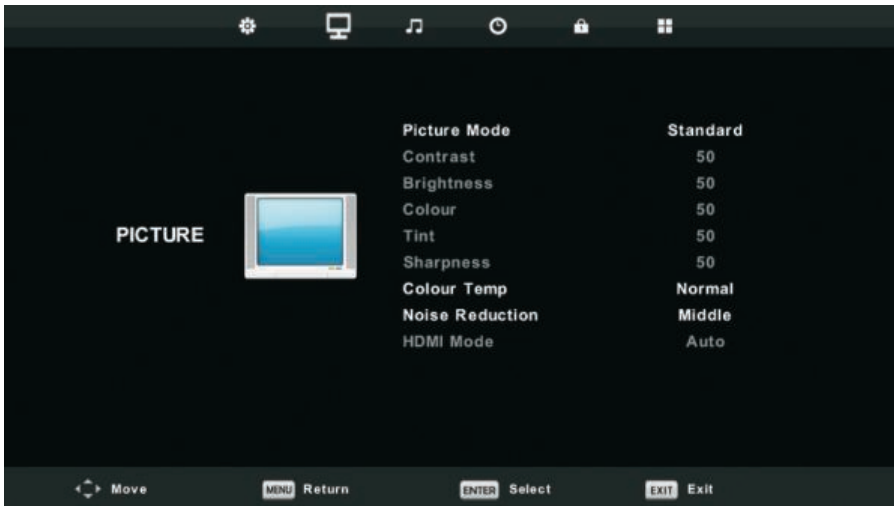 PICTURE
Picture Mode Standard
Contrast 50
Brightness 50
Colour 50
Tint 50
Sharpness 50
Colour Temp Normal
Noise Reduction Middle
HDMI Mode Auto
Move MENU Return ENTER Select EXIT Exit